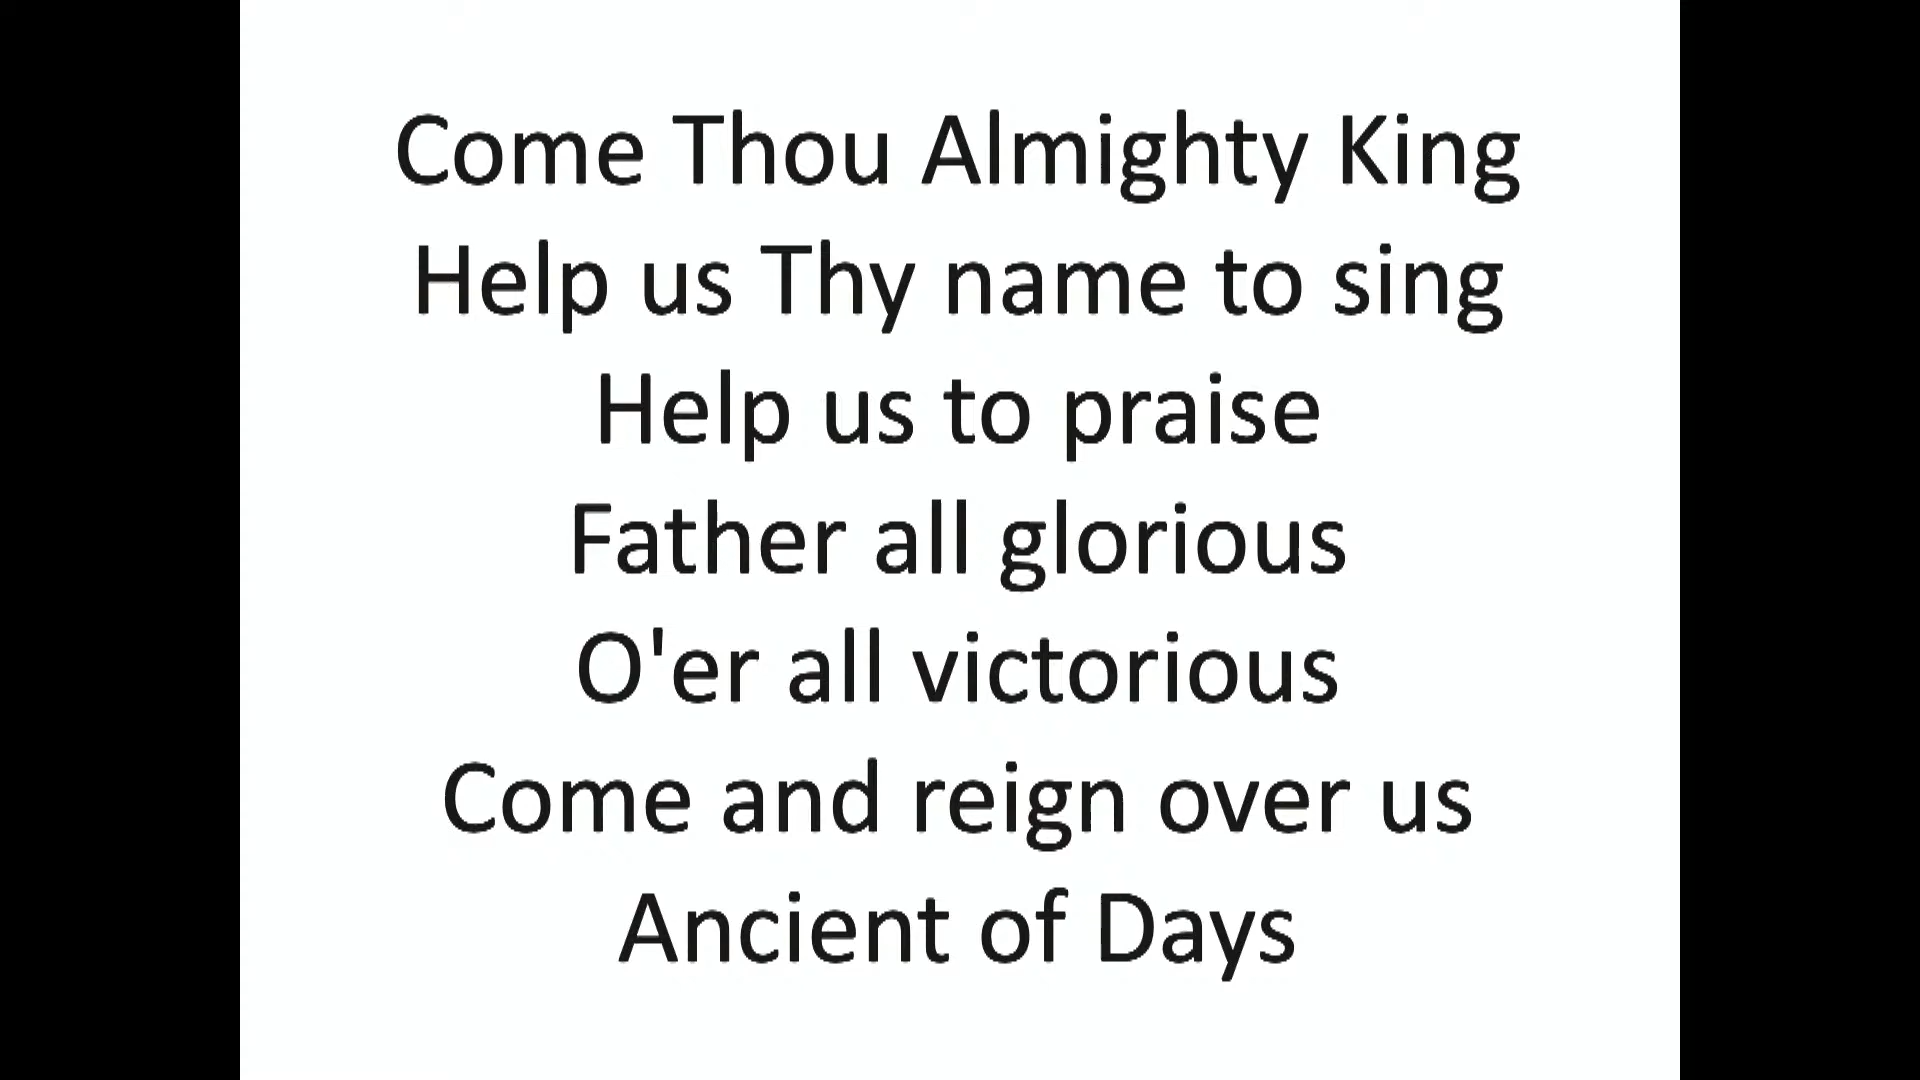 Come Thou Almighty King
Help us Thy name to sing
Help us to praise
Father all glorious
O'er all victorious
Come and reign over us
Ancient of Days